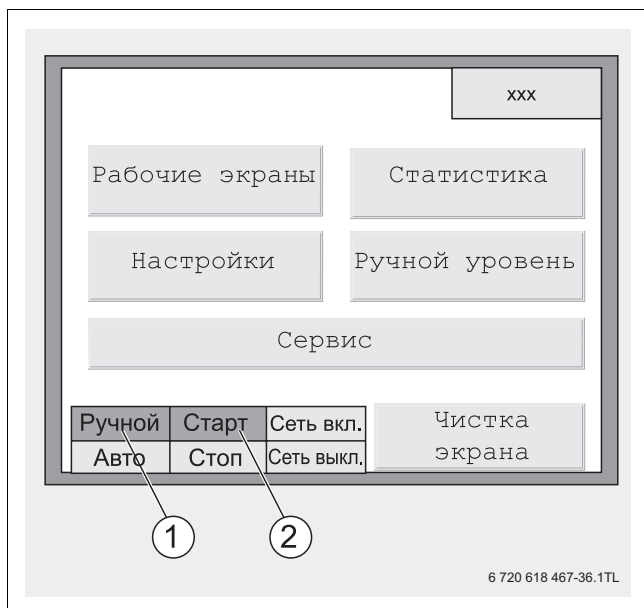 xxx
Рабочие экраны
Статистика
Настройки
Ручной уровень
Сервис
Ручной
Старт
Сеть вкл.
Чистка
экрана
Авто
Стоп
Сеть выкл.
1
2
6 720 618 467-36.1TL